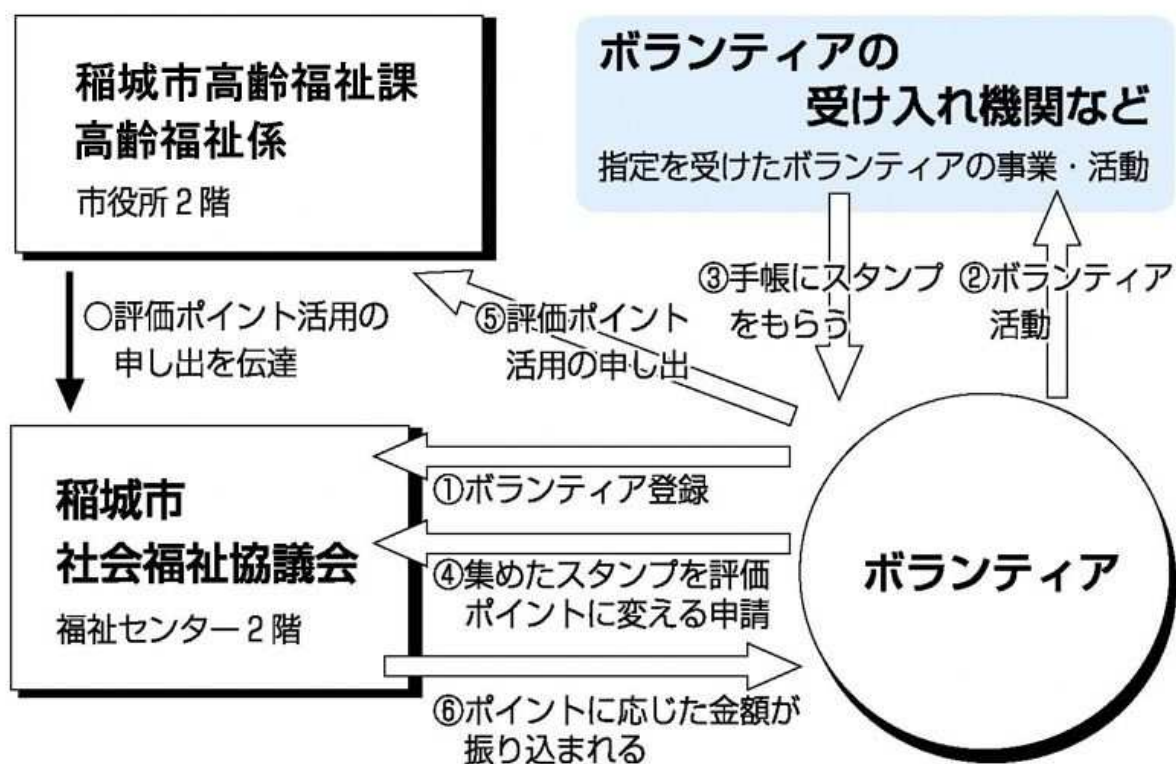 稲城市高齢福祉課
高齢福祉係
市役所2階
ボランティアの
受け入れ機関など
指定を受けたボランティアの事業・活動
○評価ポイント活用の
申し出を伝達
⑤評価ポイント
活用の申し出
③手帳にスタンプ
をもらう
②ボランティア
活動
稲城市
社会福祉協議会
福祉センター2階
①ボランティア登録
④集めたスタンプを評価
ポイントに変える申請
⑥ポイントに応じた金額が
振り込まれる
ボランティア